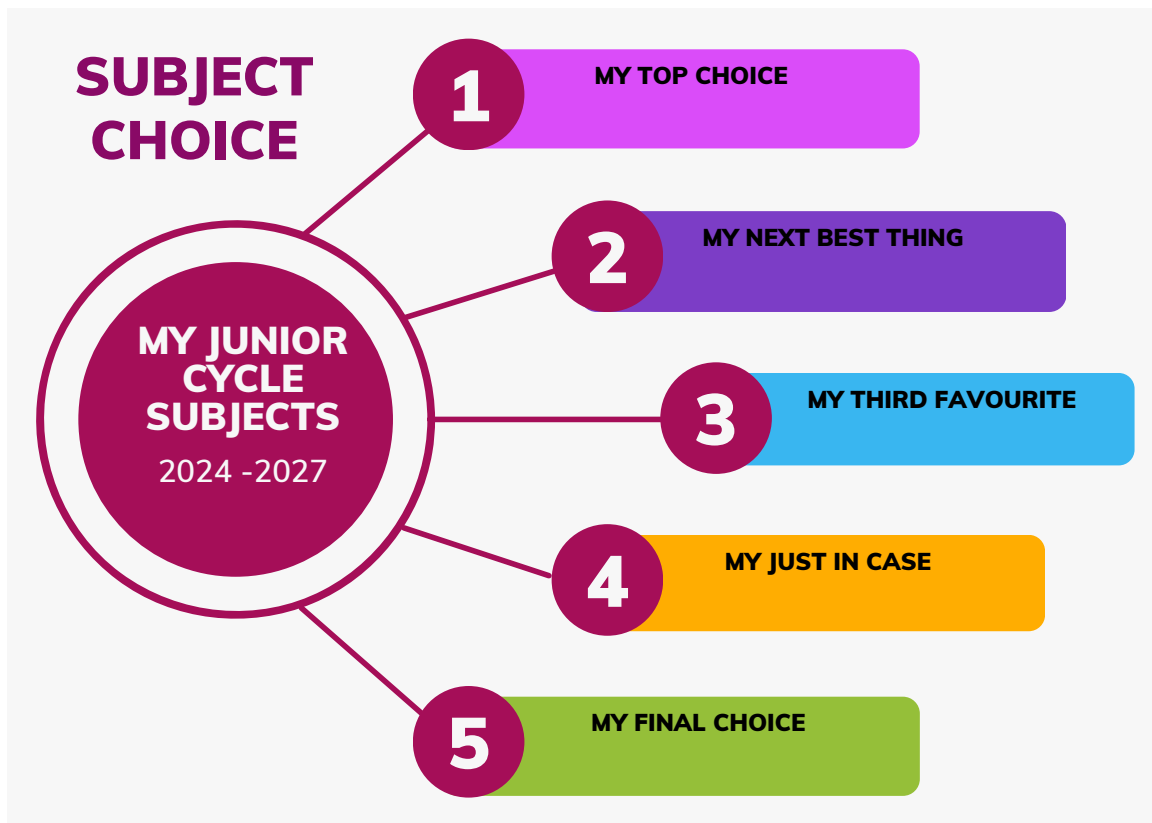 SUBJECT
CHOICE
1
MY TOP CHOICE
2
MY NEXT BEST THING
MY JUNIOR
CYCLE
SUBJECTS
2024 -2027
3
MY THIRD FAVOURITE
4
MY JUST IN CASE
5
MY FINAL CHOICE